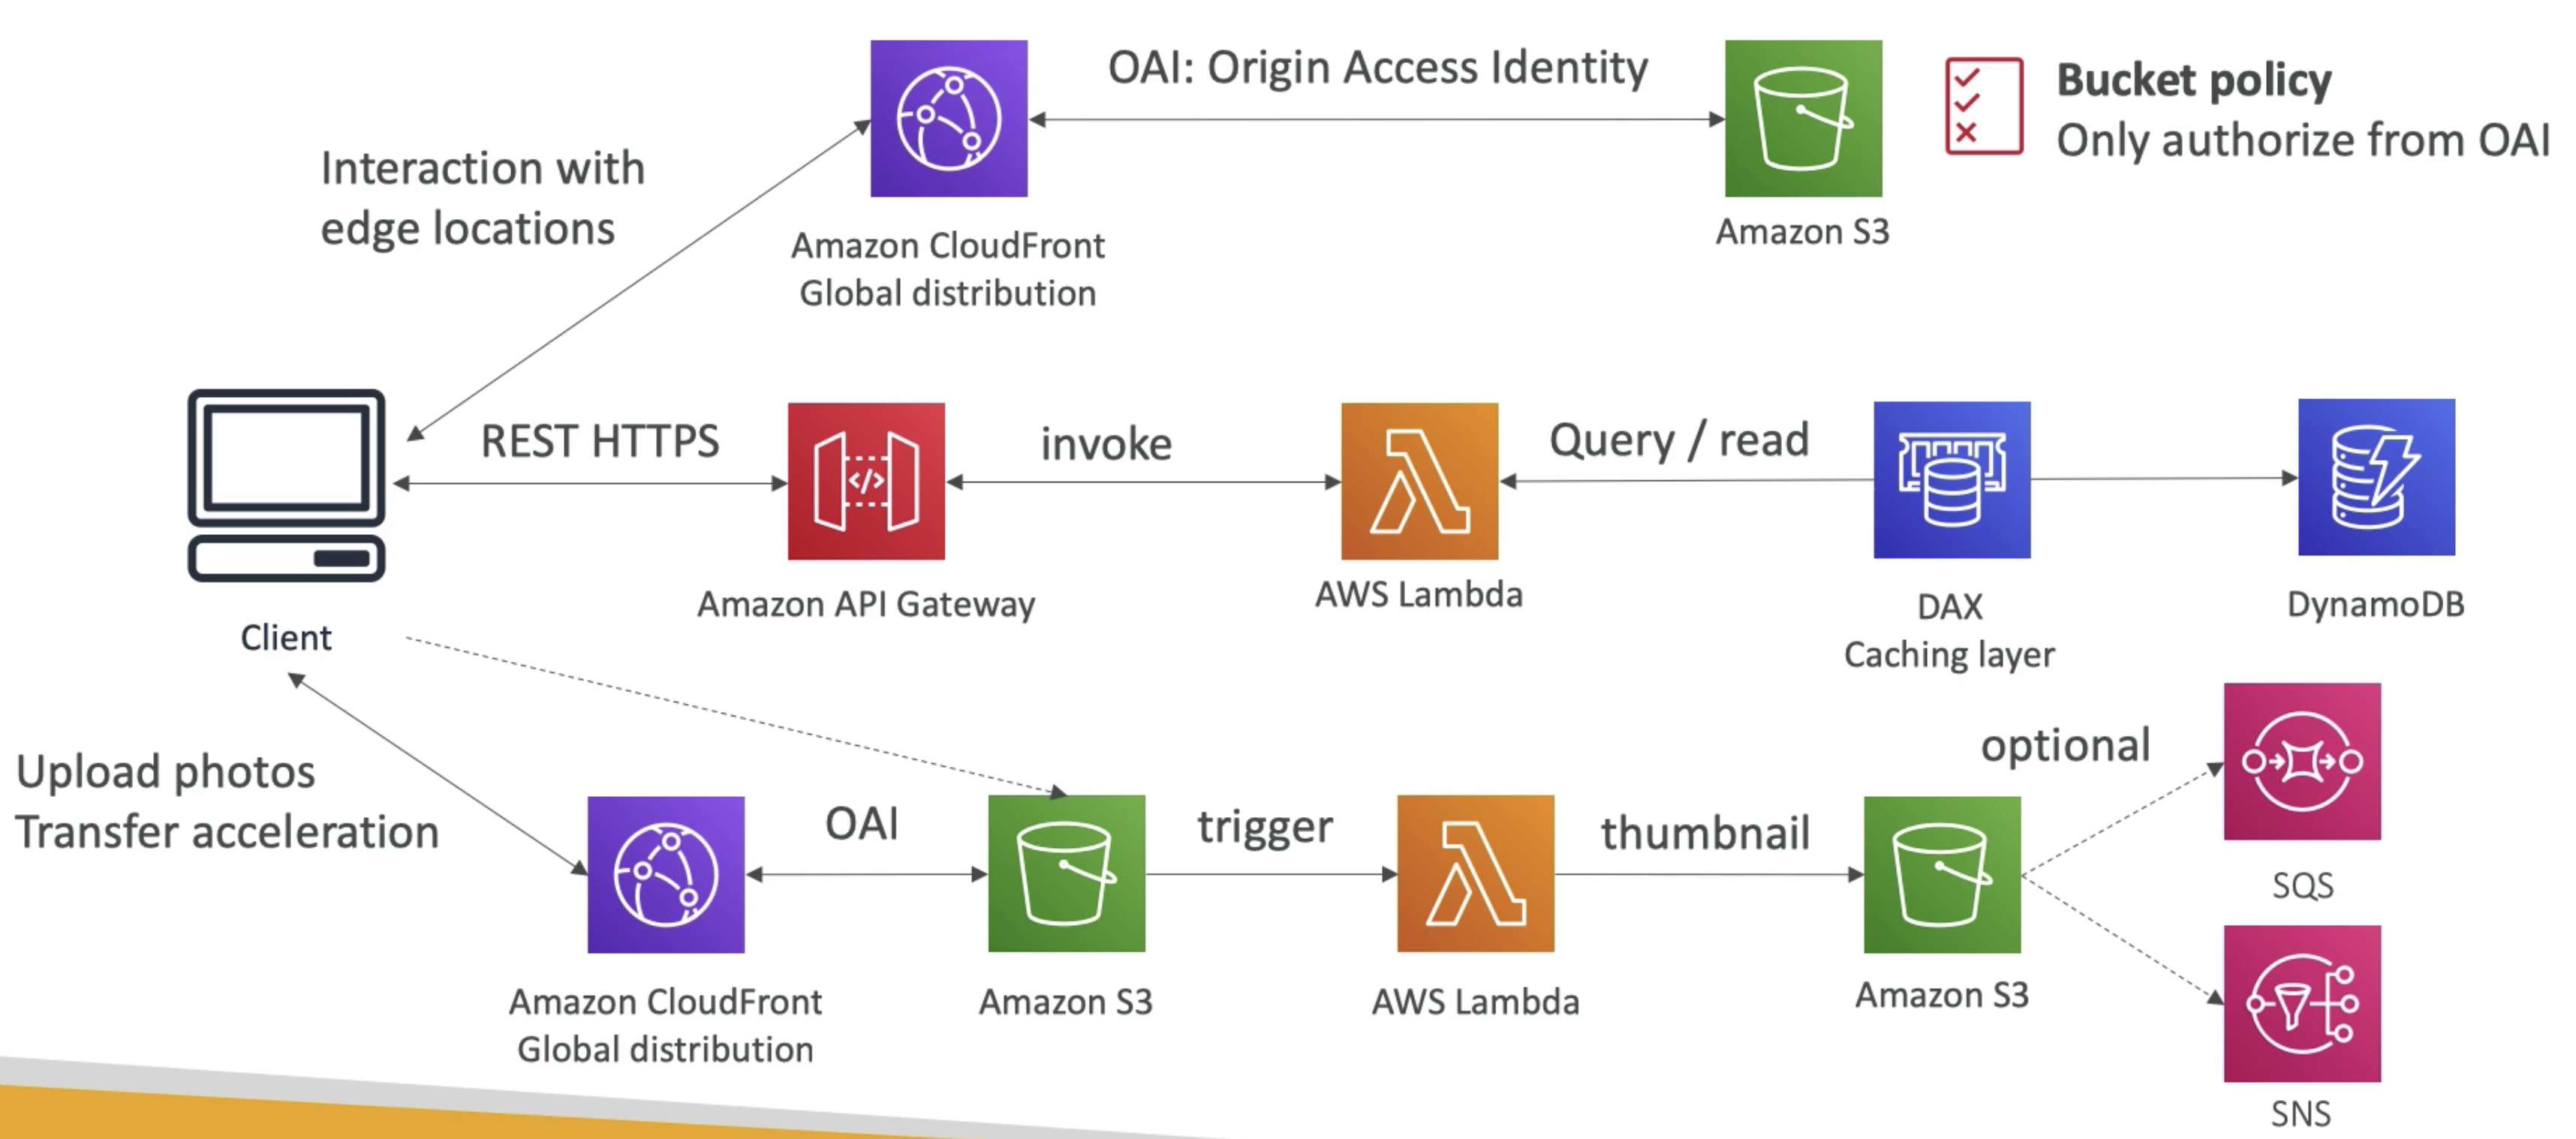 OAI: Origin Access Identity
Bucket policy
Only authorize from OAI
Interaction with
edge locations
Amazon CloudFront
Global distribution
Amazon S3
REST HTTPS
invoke
Query / read
</>
Client
Amazon API Gateway
AWS Lambda
DAX
Caching layer
DynamoDB
Upload photos
Transfer acceleration
OAI
trigger
thumbnail
optional
SQS
Amazon CloudFront
Global distribution
Amazon S3
AWS Lambda
Amazon S3
SNS